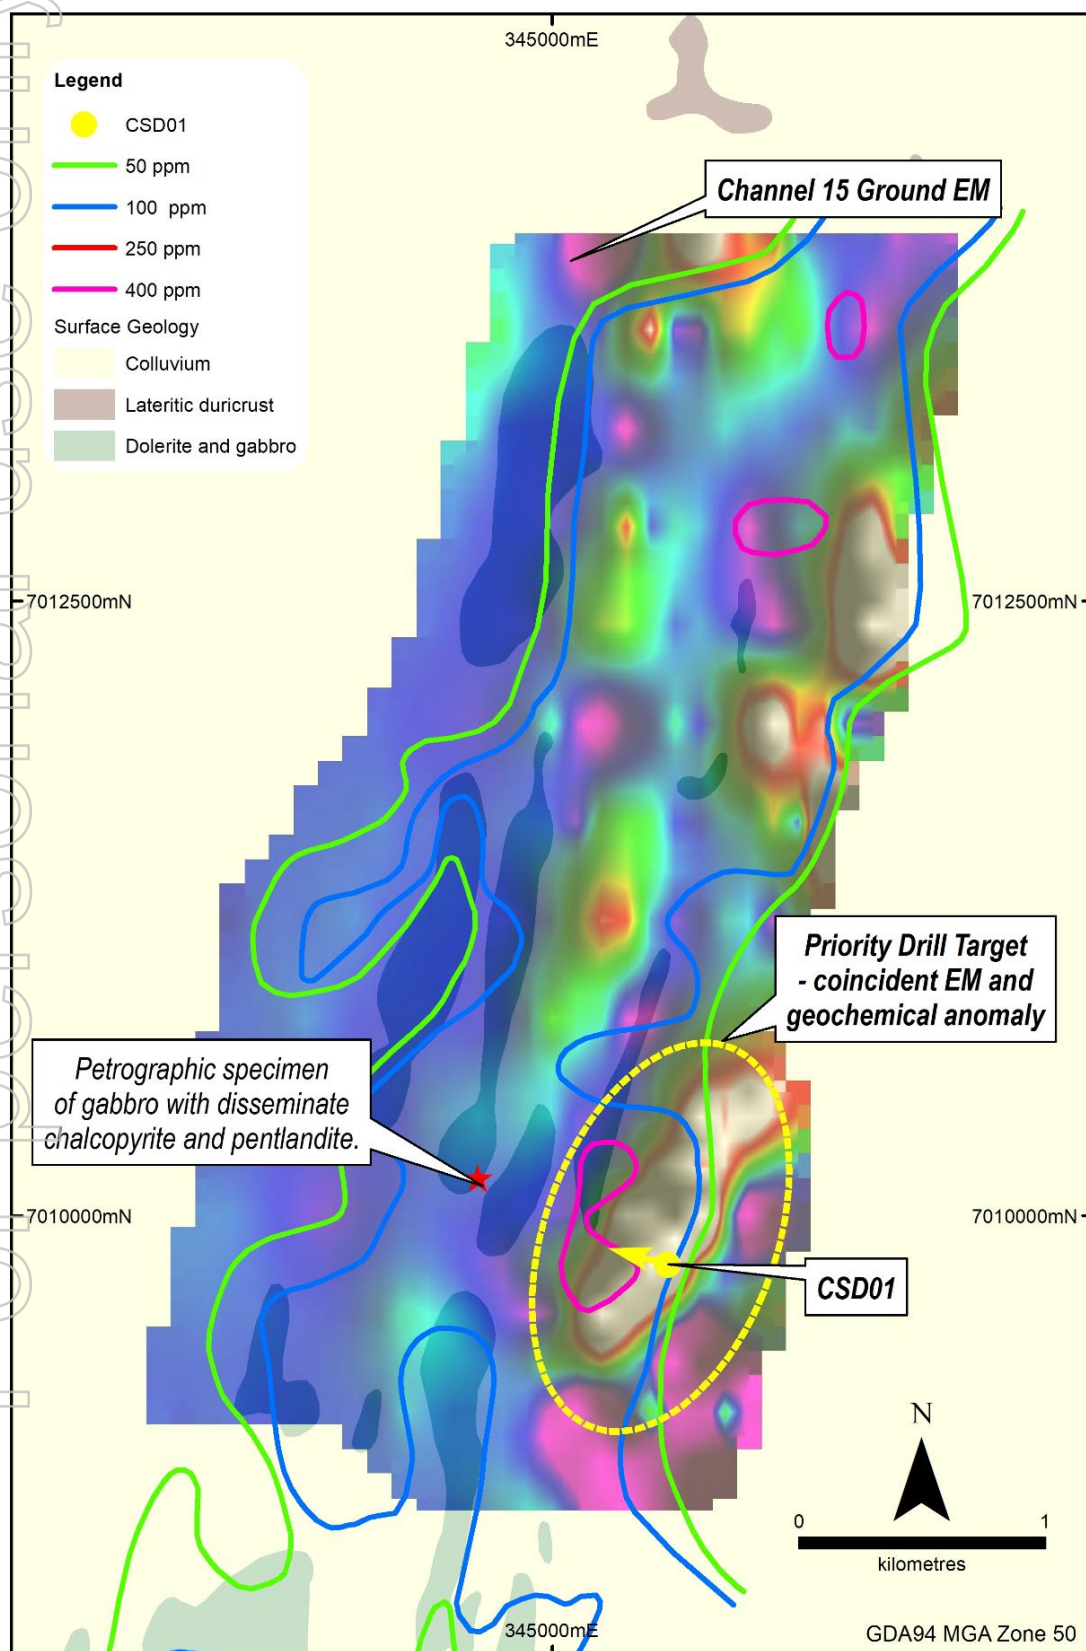 345000mE
Legend
CSD01
50 ppm
100 ppm
250 ppm
400 ppm
Surface Geology
Colluvium
Lateritic duricrust
Dolerite and gabbro
Channel 15 Ground EM
7012500mN
7012500mN
Priority Drill Target
- coincident EM and
geochemical anomaly
Petrographic specimen
of gabbro with disseminate
chalcopyrite and pentlandite.
7010000mN
7010000mN
CSD01
N
0 1
kilometres
345000mE
GDA94 MGA Zone 50